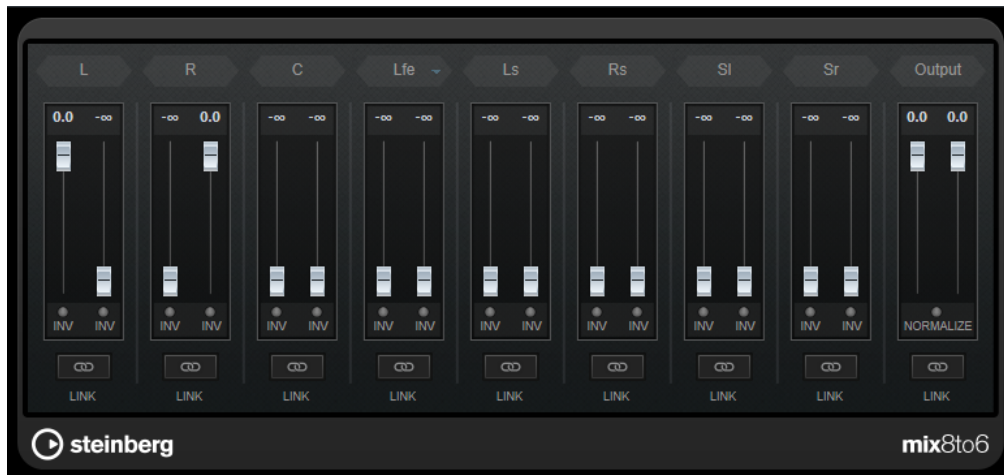 L R C Lfe Ls Rs Sl Sr Output
0.0 -∞ -∞ 0.0 -∞ -∞ -∞ -∞ -∞ -∞ -∞ -∞ -∞ -∞ -∞ -∞ 0.0 0.0
INV INV INV INV INV INV INV INV INV INV INV INV INV INV INV INV NORMALIZE
LINK LINK LINK LINK LINK LINK LINK LINK LINK
steinberg mix8to6